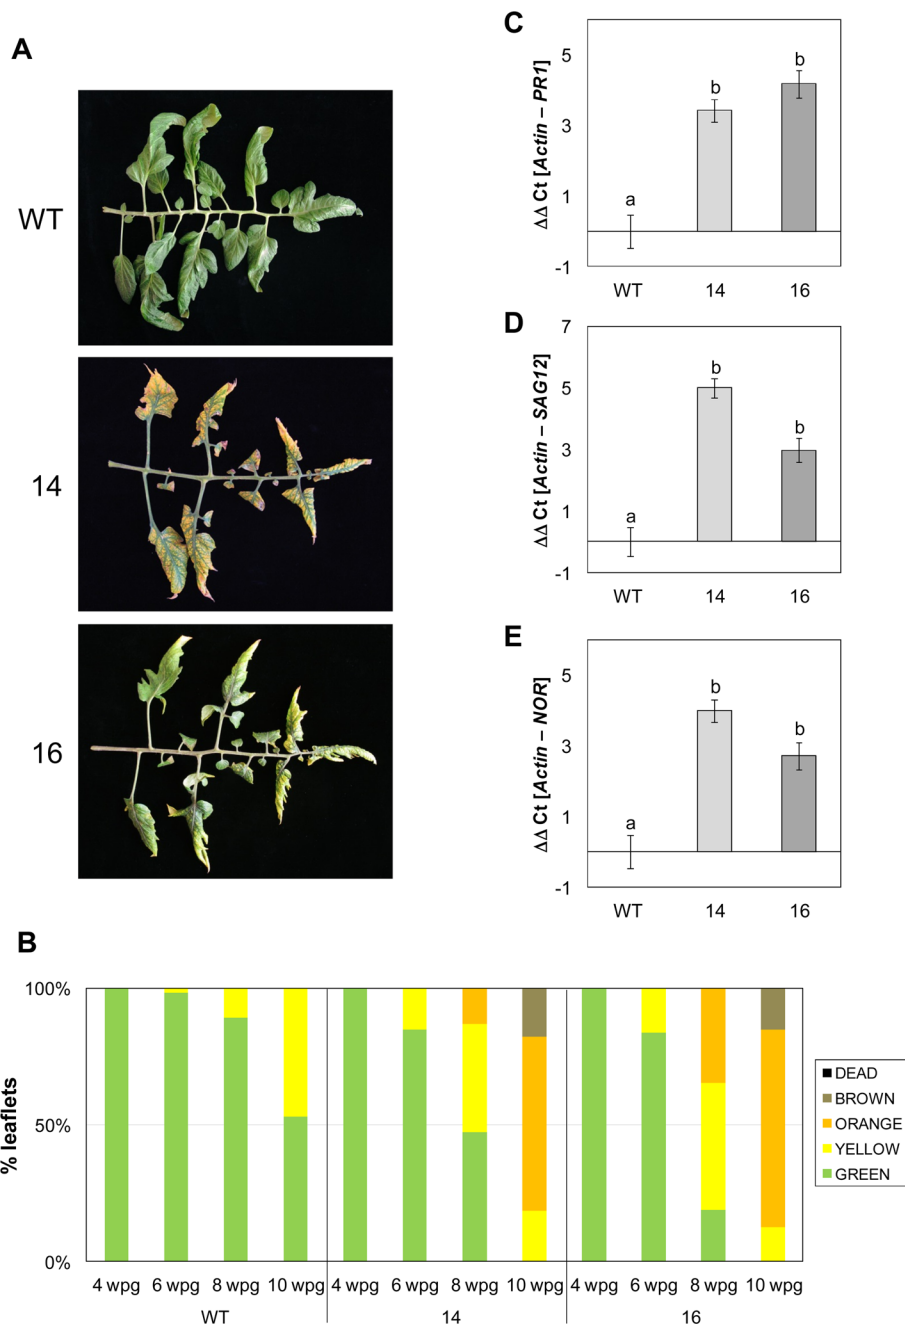 A
WT
14
16
C
ΔΔ Ct [Actin – PR1]
5
3
1
-1
a
b
b
WT 14 16
D
ΔΔ Ct [Actin – SAG12]
7
5
3
1
-1
a
b
b
WT 14 16
E
ΔΔ Ct [Actin – NOR]
5
3
1
-1
a
b
b
WT 14 16
B
% leaflets
100%
50%
0%
4 wpg 6 wpg 8 wpg 10 wpg 4 wpg 6 wpg 8 wpg 10 wpg 4 wpg 6 wpg 8 wpg 10 wpg
WT 14 16
DEAD
BROWN
ORANGE
YELLOW
GREEN